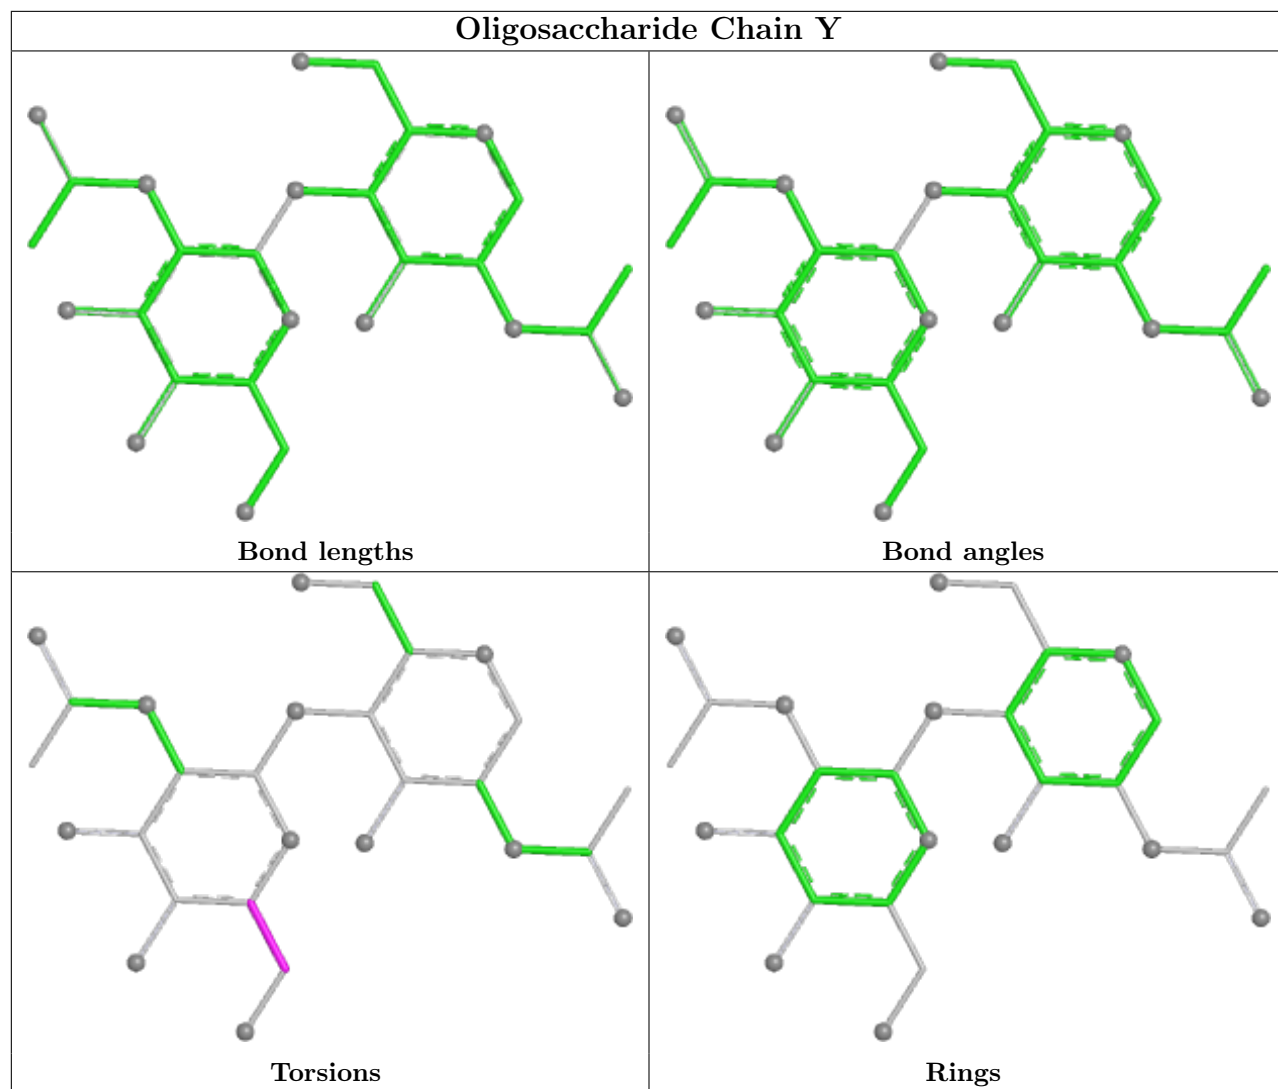 Oligosaccharide Chain Y
Bond lengths
Bond angles
Torsions
Rings